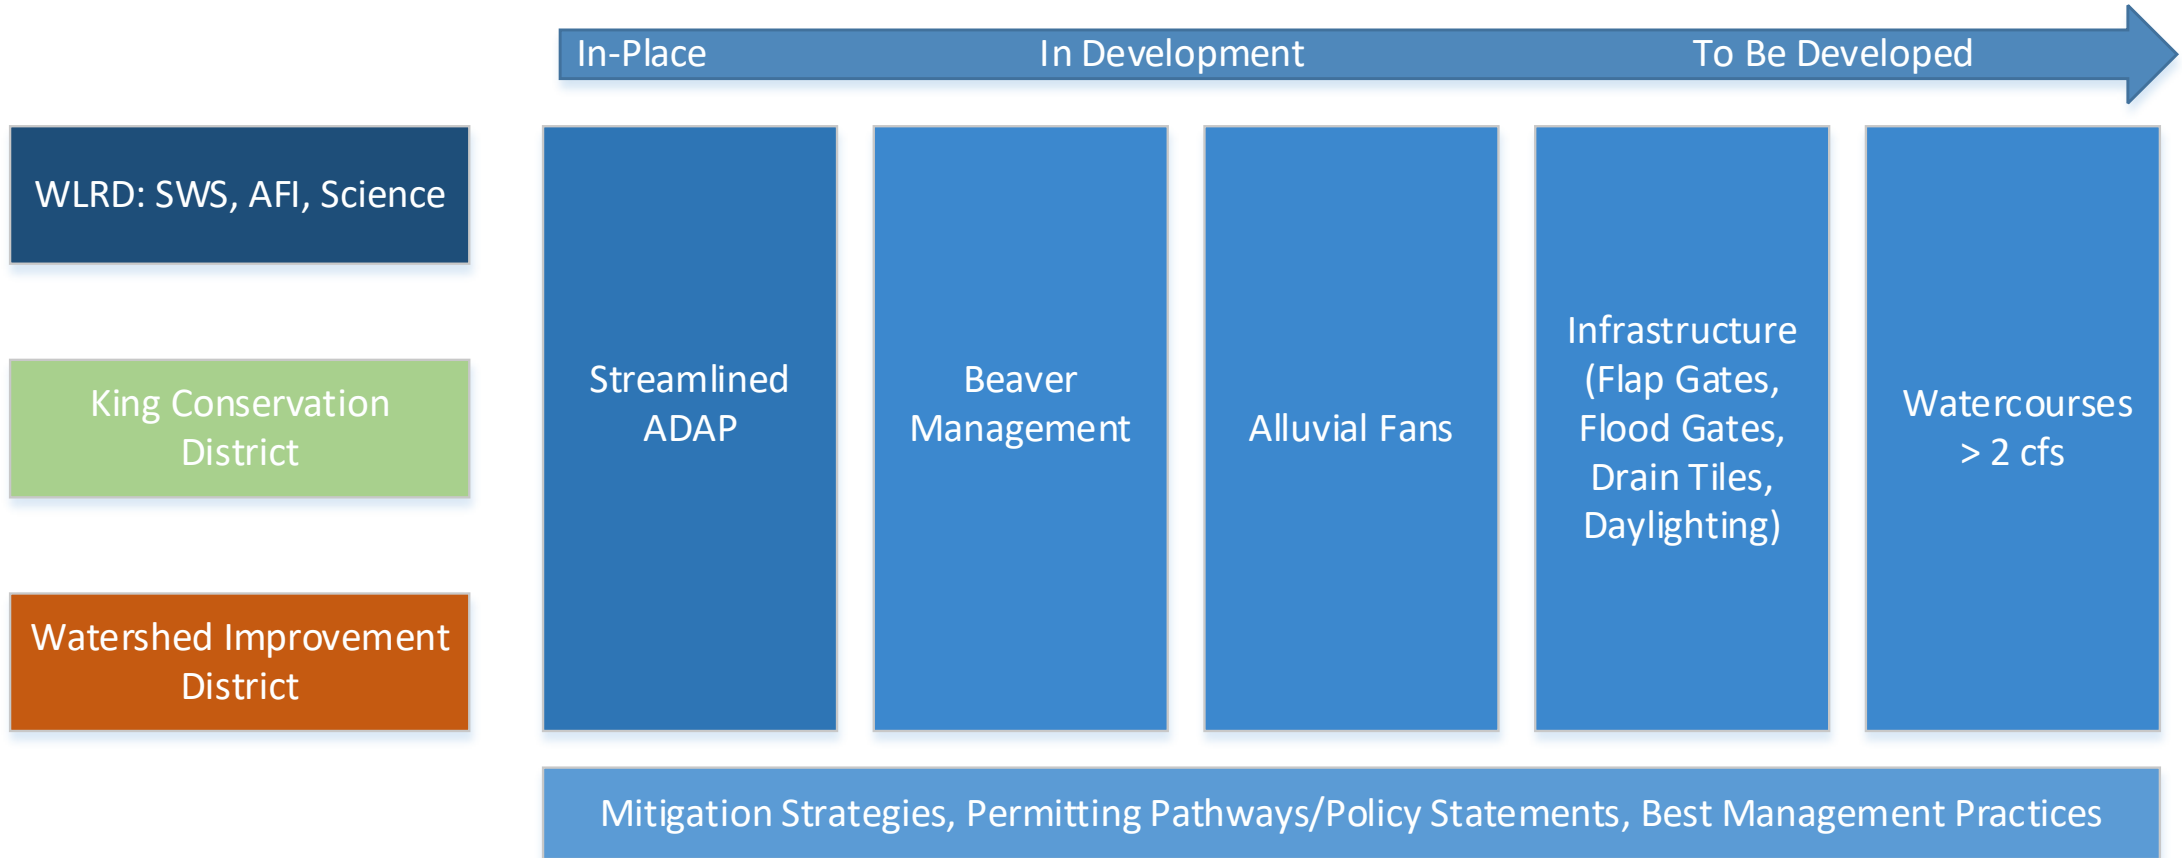 In-Place
In Development
To Be Developed
WLRD: SWS, AFI, Science
King Conservation
District
Watershed Improvement
District
Streamlined
ADAP
Beaver
Management
Alluvial Fans
Infrastructure
(Flap Gates,
Flood Gates,
Drain Tiles,
Daylighting)
Watercourses
> 2 cfs
Mitigation Strategies, Permitting Pathways/Policy Statements, Best Management Practices